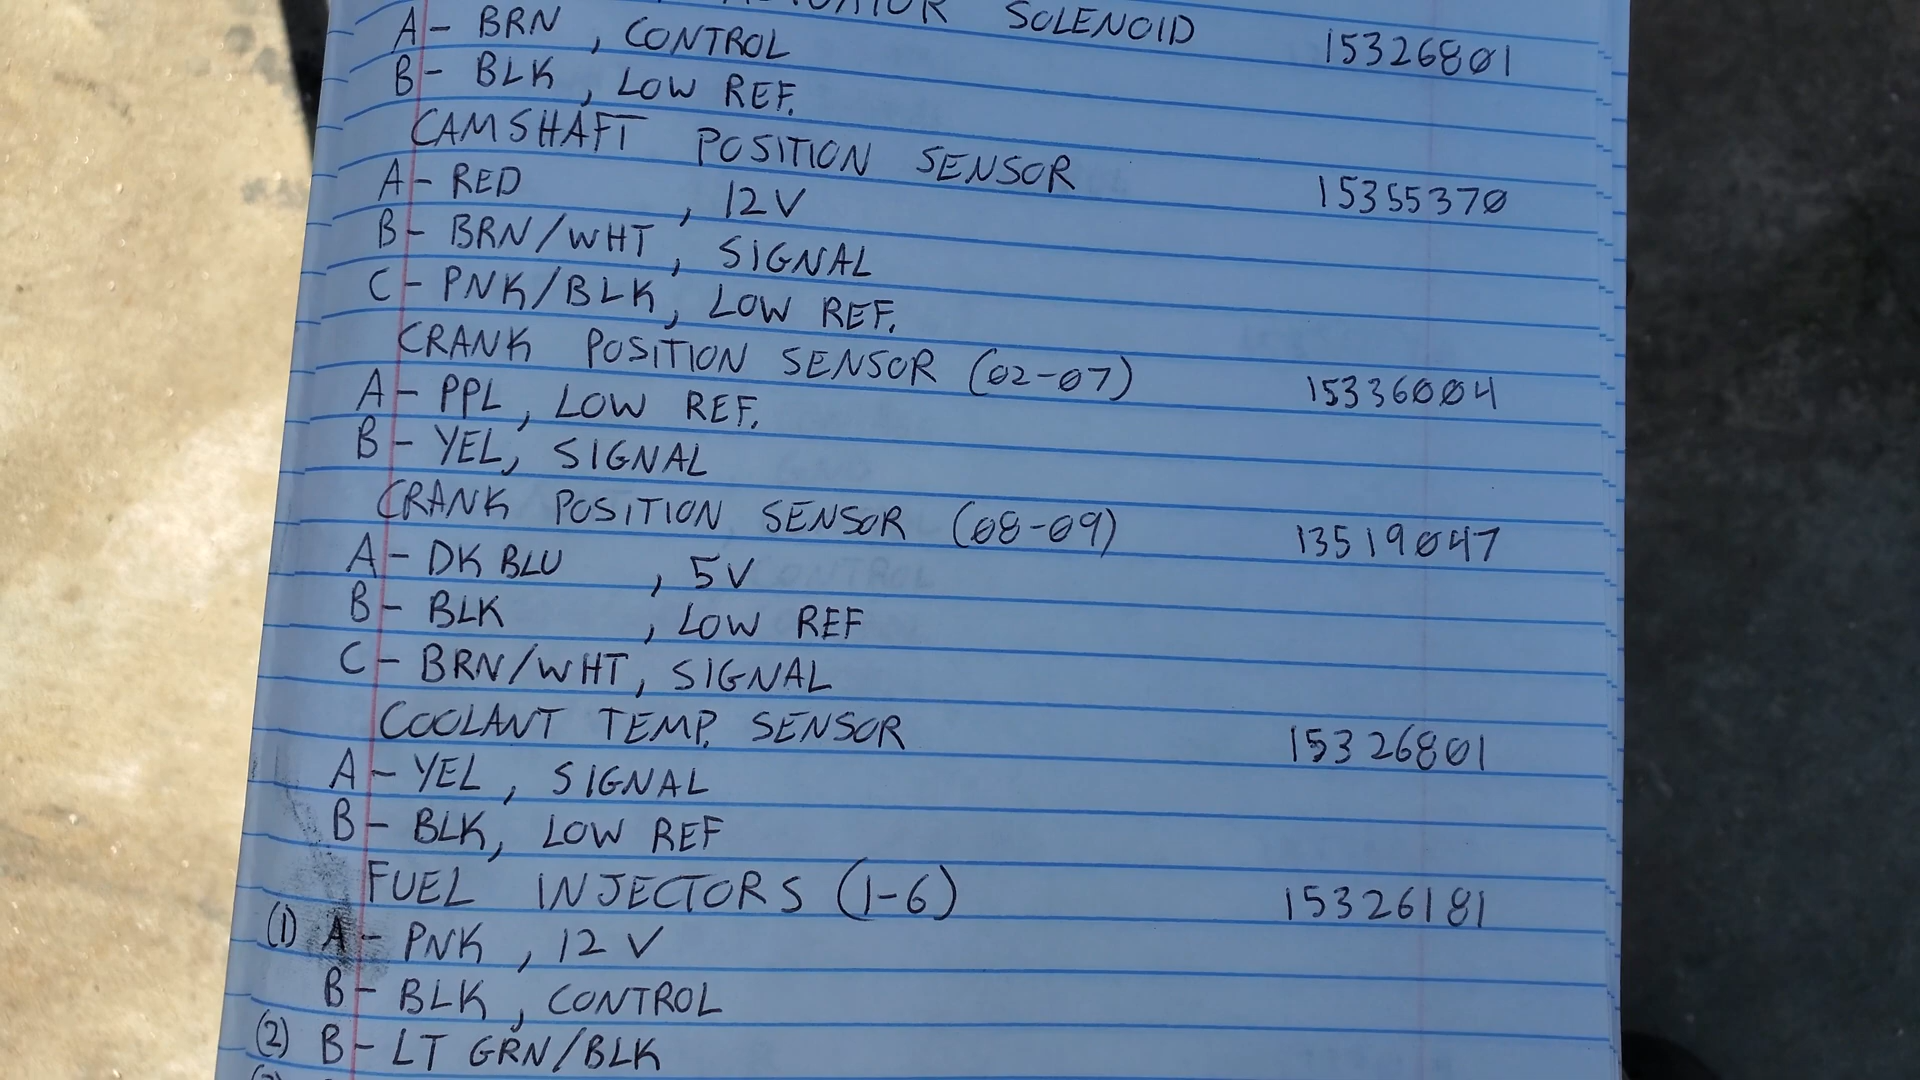 SOLENOID 15326801
A - BRN , CONTROL
B - BLK , LOW REF.
CAMSHAFT POSITION SENSOR 15355370
A - RED , 12 V
B - BRN/WHT , SIGNAL
C - PNK/BLK , LOW REF.
CRANK POSITION SENSOR (02-07) 15336004
A - PPL , LOW REF.
B - YEL , SIGNAL
CRANK POSITION SENSOR (08-09) 13519047
A - DK BLU , 5V
B - BLK , LOW REF
C - BRN/WHT , SIGNAL
COOLANT TEMP. SENSOR 15326801
A - YEL , SIGNAL
B - BLK , LOW REF
FUEL INJECTORS (1-6) 15326181
(1) A - PNK , 12 V
B - BLK , CONTROL
(2) B - LT GRN/BLK